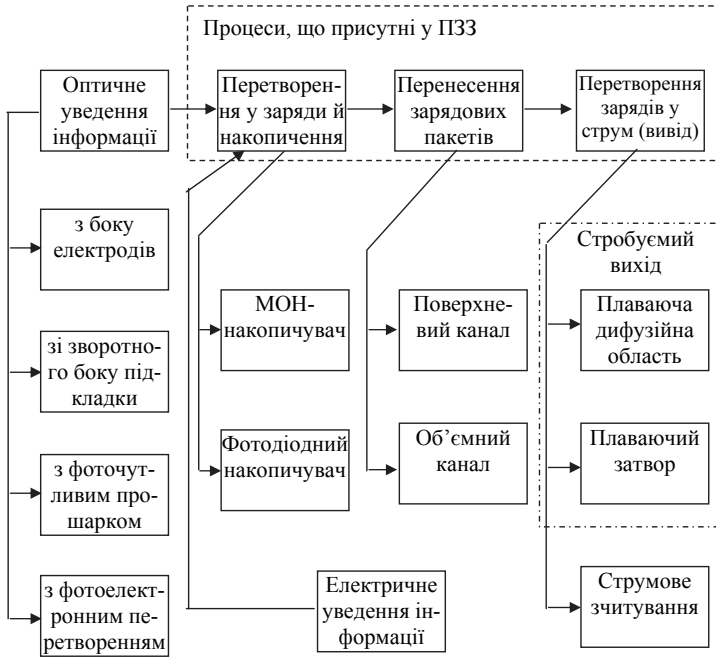 Процеси, що присутні у ПЗЗ
Оптичне
уведення
інформації
Перетворен-
ня у заряди й
накопичення
Перенесення
зарядових
пакетів
Перетворення
зарядів у
струм (вивід)
з боку
електродів
зі зворотно-
го боку під-
кладки
з фоточут-
ливим про-
шарком
з фотоелект-
ронним пе-
ретворенням
МОН-
накопичувач
Фотодіодний
накопичувач
Поверхне-
вий канал
Об’ємний
канал
Стробуємий
вихід
Плаваюча
дифузійна
область
Плаваючий
затвор
Струмове
зчитування
Електричне
уведення ін-
формації